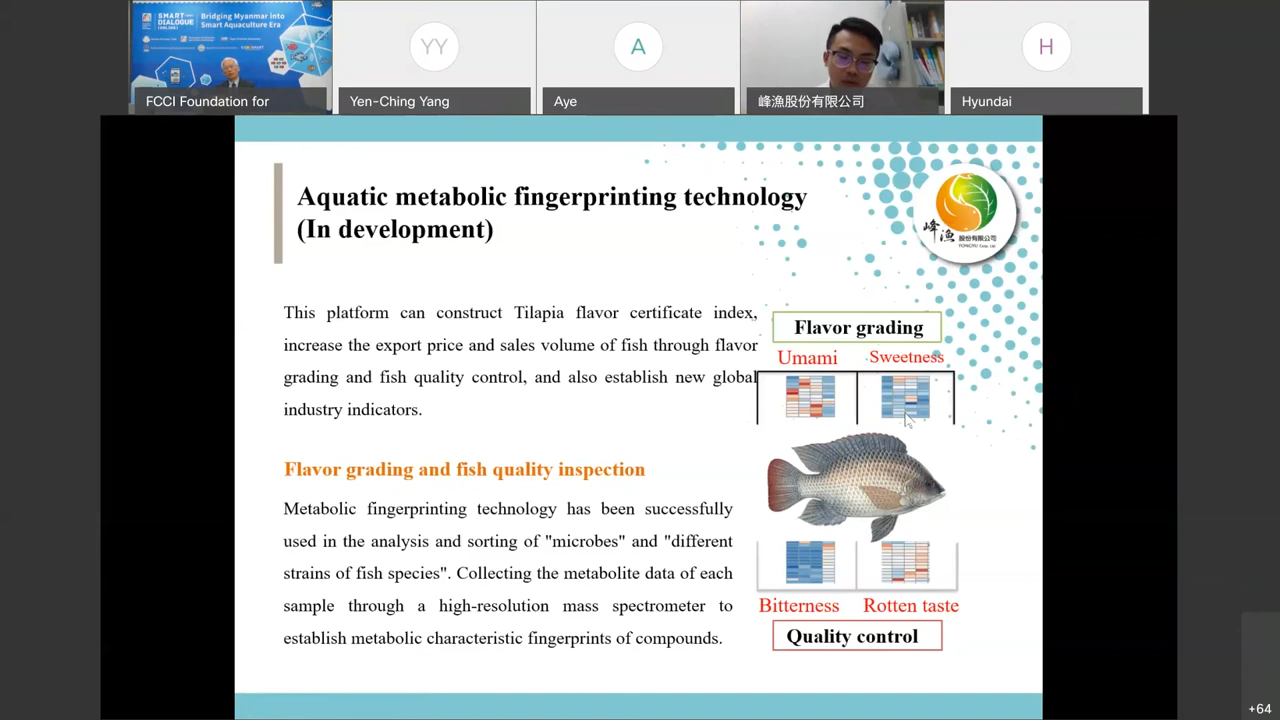 SMART
DIALOGUE
Bridging Myanmar into
Smart Aquaculture Era
FCCI Foundation for
YY
Yen-Ching Yang
A
Aye
峰漁股份有限公司
H
Hyundai
Aquatic metabolic fingerprinting technology
(In development)
峰漁 股份有限公司
YONGYU Corp. Ltd
This platform can construct Tilapia flavor certificate index,
increase the export price and sales volume of fish through flavor
grading and fish quality control, and also establish new global
industry indicators.
Flavor grading and fish quality inspection
Metabolic fingerprinting technology has been successfully
used in the analysis and sorting of "microbes" and "different
strains of fish species". Collecting the metabolite data of each
sample through a high-resolution mass spectrometer to
establish metabolic characteristic fingerprints of compounds.
Flavor grading
Umami Sweetness
Bitterness Rotten taste
Quality control
+64